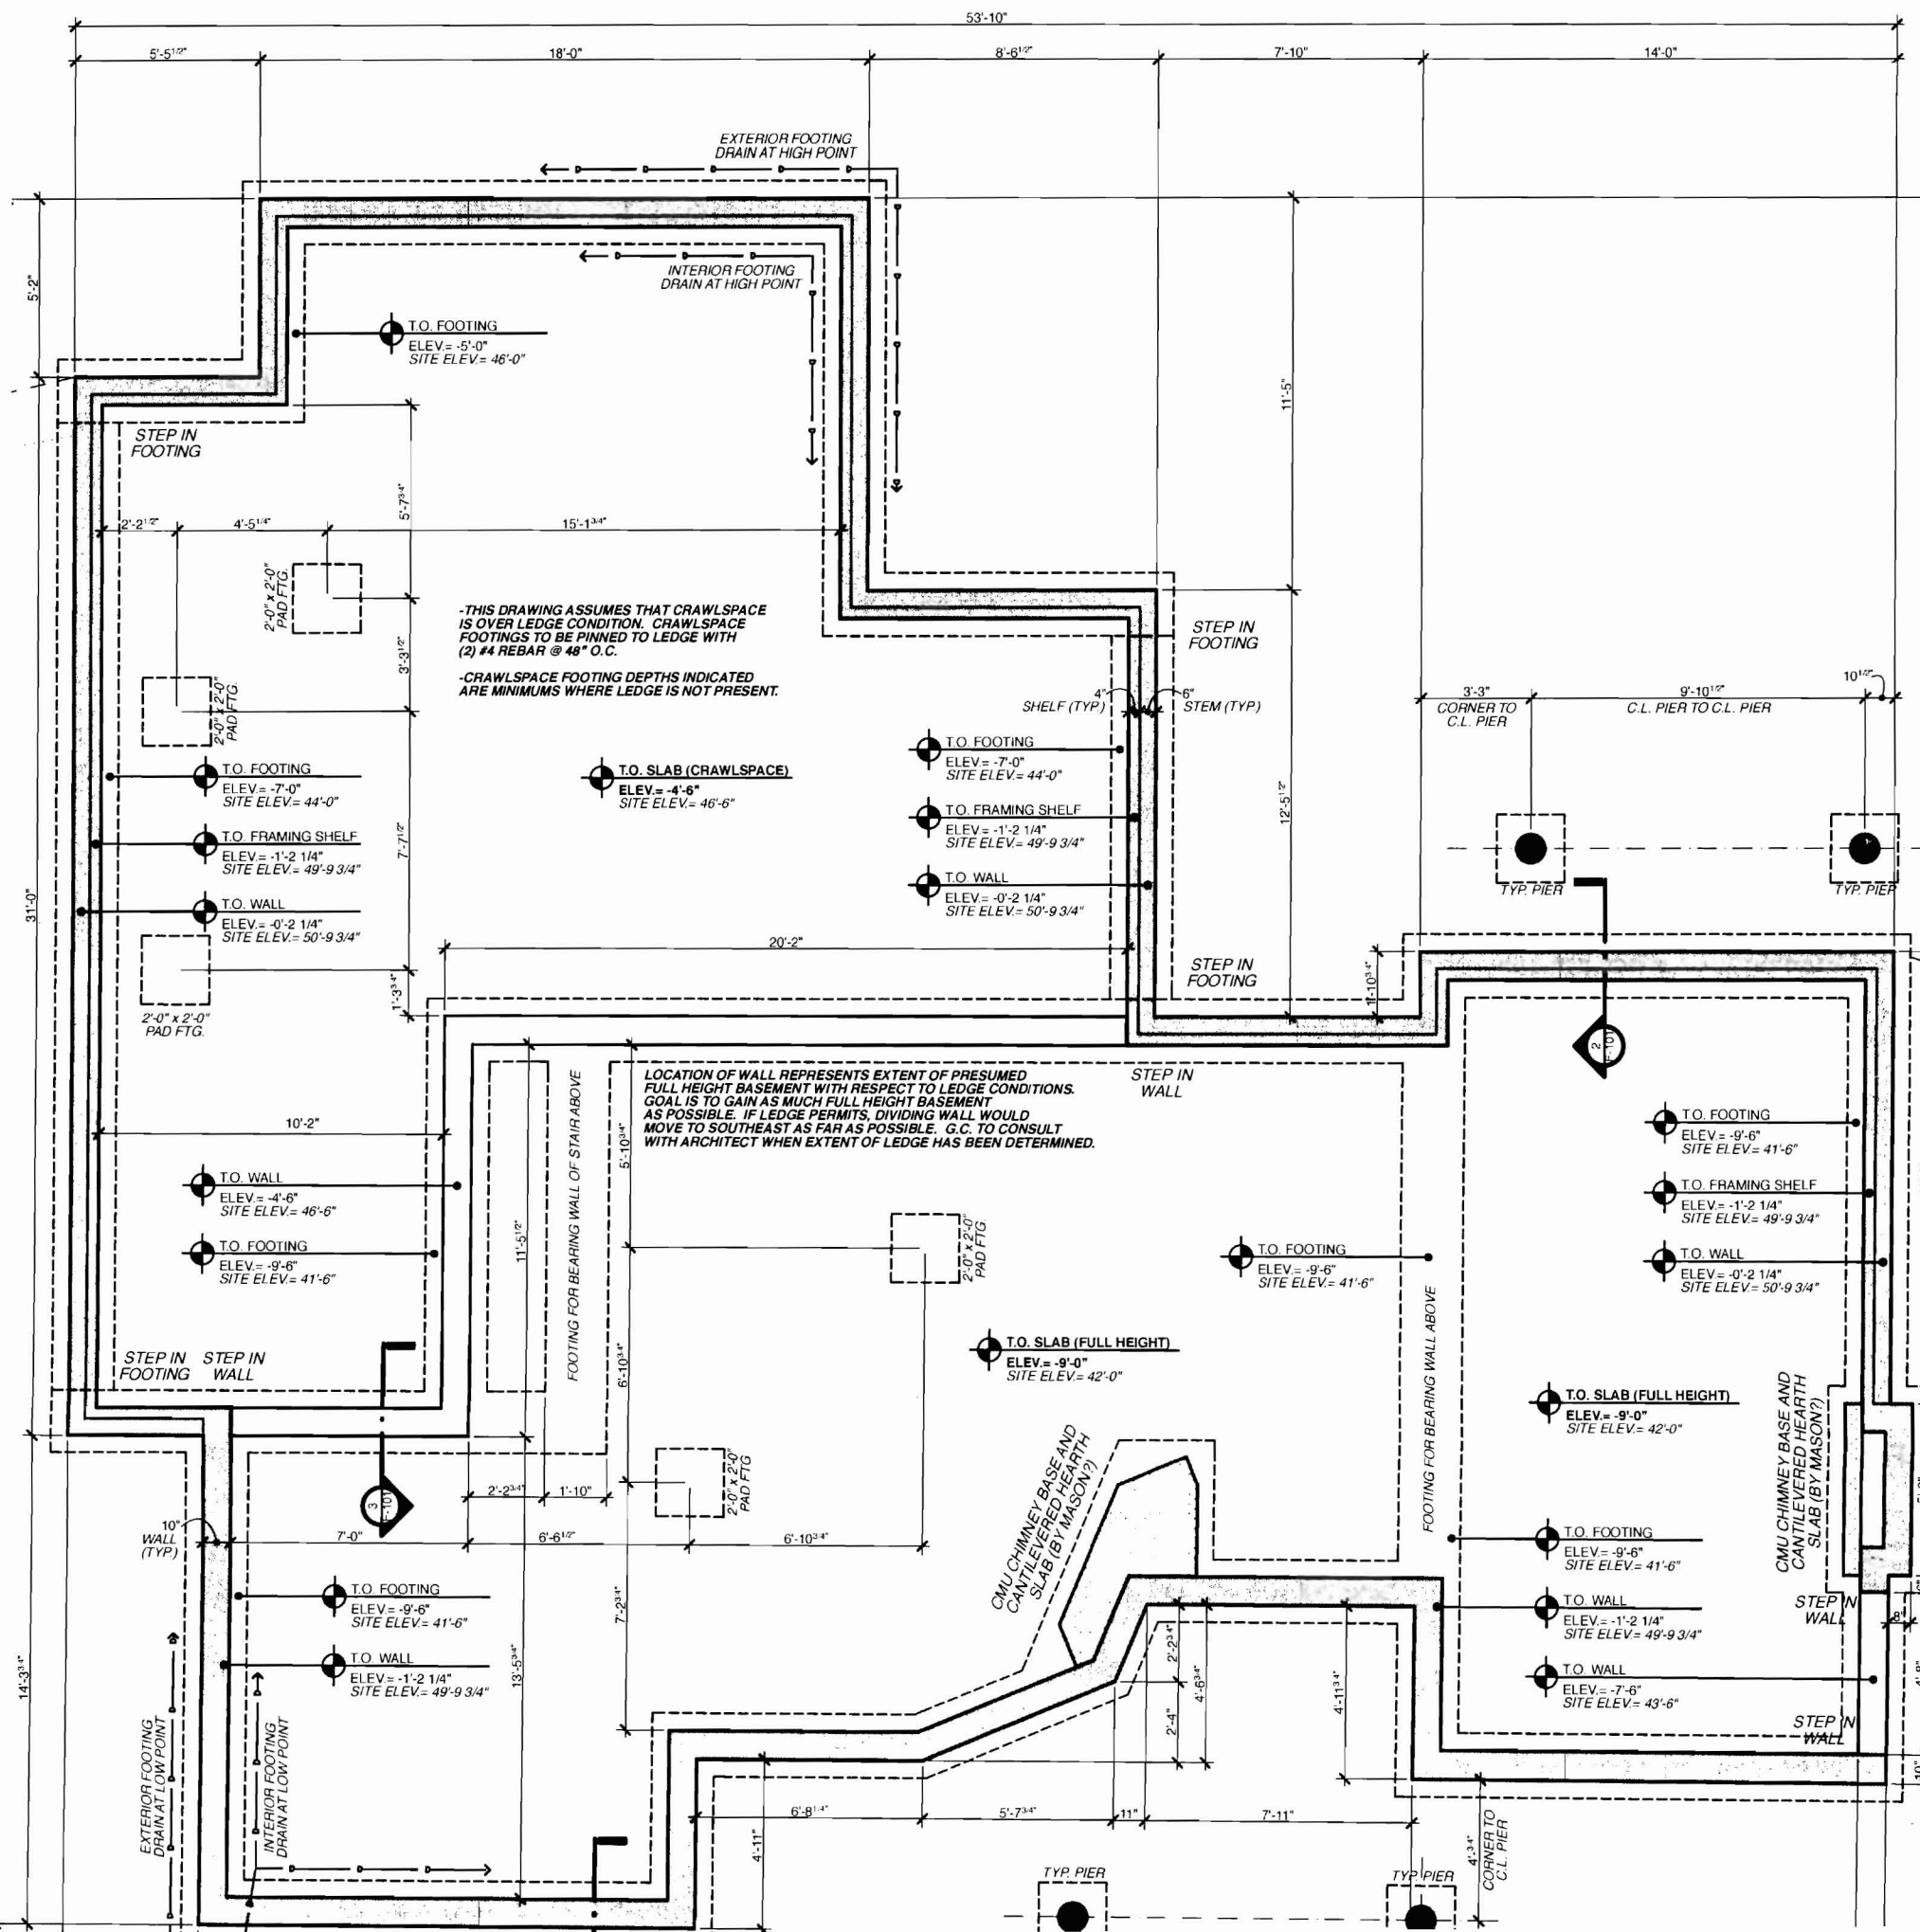 53'-10"
5'-5 1/2"
18'-0"
8'-6 1/2"
7'-10"
14'-0"
EXTERIOR FOOTING
DRAIN AT HIGH POINT
INTERIOR FOOTING
DRAIN AT HIGH POINT
5'-2"
T.O. FOOTING
ELEV.= -5'-0"
SITE ELEV.= 46'-0"
11'-5"
STEP IN
FOOTING
5'-7 3/4"
2'-2 1/2"
4'-5 1/4"
15'-1 3/4"
2'-0" x 2'-0"
PAD FTG.
-THIS DRAWING ASSUMES THAT CRAWLSPACE
IS OVER LEDGE CONDITION. CRAWLSPACE
FOOTINGS TO BE PINNED TO LEDGE WITH
(2) #4 REBAR @ 48" O.C.
-CRAWLSPACE FOOTING DEPTHS INDICATED
ARE MINIMUMS WHERE LEDGE IS NOT PRESENT.
3'-3 1/2"
STEP IN
FOOTING
2'-0" x 2'-0"
PAD FTG.
4"
SHELF (TYP.)
6"
STEM (TYP.)
3'-3"
CORNER TO
C.L. PIER
9'-10 1/2"
C.L. PIER TO C.L. PIER
10 1/2"
T.O. FOOTING
ELEV.= -7'-0"
SITE ELEV.= 44'-0"
T.O. FRAMING SHELF
ELEV.= -1'-2 1/4"
SITE ELEV.= 49'-9 3/4"
T.O. WALL
ELEV.= -0'-2 1/4"
SITE ELEV.= 50'-9 3/4"
T.O. SLAB (CRAWLSPACE)
ELEV.= -4'-6"
SITE ELEV.= 46'-6"
T.O. FOOTING
ELEV.= -7'-0"
SITE ELEV.= 44'-0"
T.O. FRAMING SHELF
ELEV.= -1'-2 1/4"
SITE ELEV.= 49'-9 3/4"
T.O. WALL
ELEV.= -0'-2 1/4"
SITE ELEV.= 50'-9 3/4"
12'-5 1/2"
7'-7 1/2"
31'-0"
TYP. PIER
TYP. PIER
20'-2"
1'-3 3/4"
1'-10 3/4"
STEP IN
FOOTING
2'-0" x 2'-0"
PAD FTG.
2
F-101
LOCATION OF WALL REPRESENTS EXTENT OF PRESUMED
FULL HEIGHT BASEMENT WITH RESPECT TO LEDGE CONDITIONS.
GOAL IS TO GAIN AS MUCH FULL HEIGHT BASEMENT
AS POSSIBLE. IF LEDGE PERMITS, DIVIDING WALL WOULD
MOVE TO SOUTHEAST AS FAR AS POSSIBLE. G.C. TO CONSULT
WITH ARCHITECT WHEN EXTENT OF LEDGE HAS BEEN DETERMINED.
STEP IN
WALL
10'-2"
FOOTING FOR BEARING WALL OF STAIR ABOVE
5'-10 3/4"
11'-5 1/2"
T.O. WALL
ELEV.= -4'-6"
SITE ELEV.= 46'-6"
T.O. FOOTING
ELEV.= -9'-6"
SITE ELEV.= 41'-6"
2'-0" x 2'-0"
PAD FTG.
T.O. FOOTING
ELEV.= -9'-6"
SITE ELEV.= 41'-6"
T.O. FOOTING
ELEV.= -9'-6"
SITE ELEV.= 41'-6"
T.O. FRAMING SHELF
ELEV.= -1'-2 1/4"
SITE ELEV.= 49'-9 3/4"
T.O. WALL
ELEV.= -0'-2 1/4"
SITE ELEV.= 50'-9 3/4"
STEP IN
FOOTING
STEP IN
WALL
6'-10 3/4"
T.O. SLAB (FULL HEIGHT)
ELEV.= -9'-0"
SITE ELEV.= 42'-0"
FOOTING FOR BEARING WALL ABOVE
T.O. SLAB (FULL HEIGHT)
ELEV.= -9'-0"
SITE ELEV.= 42'-0"
CMU CHIMNEY BASE AND
CANTILEVERED HEARTH
SLAB (BY MASON?)
CMU CHIMNEY BASE AND
CANTILEVERED HEARTH
SLAB (BY MASON?)
2'-0" x 2'-0"
PAD FTG
3
F-101
2'-2 3/4"
1'-10"
10"
WALL
(TYP.)
7'-0"
6'-6 1/2"
6'-10 3/4"
T.O. FOOTING
ELEV.= -9'-6"
SITE ELEV.= 41'-6"
T.O. WALL
ELEV.= -1'-2 1/4"
SITE ELEV.= 49'-9 3/4"
7'-2 3/4"
13'-5 3/4"
14'-3 3/4"
2'-2 3/4"
4'-6 3/4"
2'-4"
4'-11 3/4"
T.O. FOOTING
ELEV.= -9'-6"
SITE ELEV.= 41'-6"
T.O. WALL
ELEV.= -1'-2 1/4"
SITE ELEV.= 49'-9 3/4"
T.O. WALL
ELEV.= -7'-6"
SITE ELEV.= 43'-6"
STEP IN
WALL
8"
4'-8"
STEP IN
WALL
10"
EXTERIOR FOOTING
DRAIN AT LOW POINT
INTERIOR FOOTING
DRAIN AT LOW POINT
6'-8 1/4"
5'-7 3/4"
11"
7'-11"
4'-11"
4'-3/4"
CORNER TO
C.L. PIER
TYP. PIER
TYP. PIER